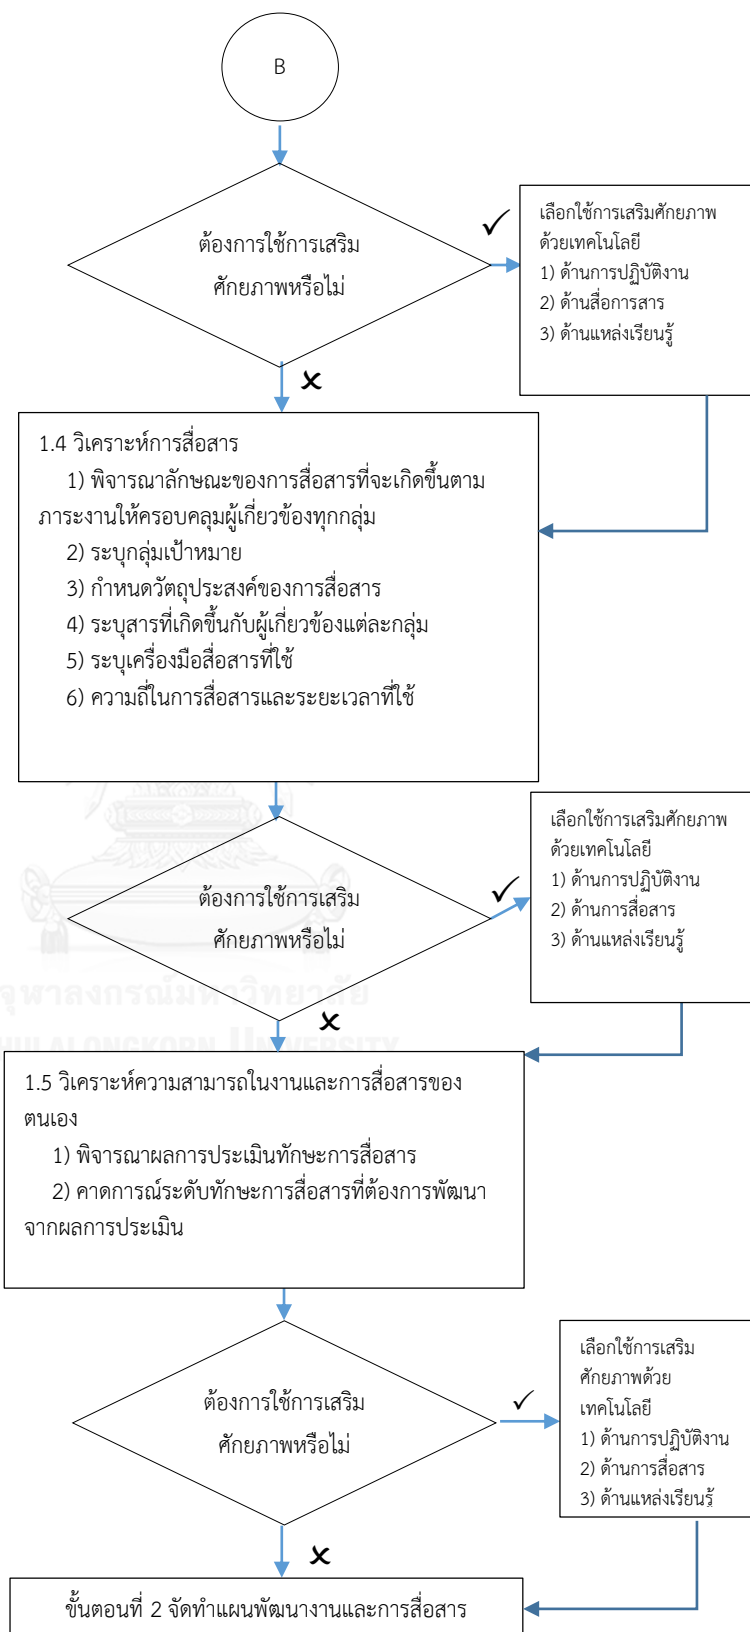 B
ต้องการใช้การเสริม
ศักยภาพหรือไม่
✓
เลือกใช้การเสริมศักยภาพ
ด้วยเทคโนโลยี
1) ด้านการปฏิบัติงาน
2) ด้านสื่อการสาร
3) ด้านแหล่งเรียนรู้
✗
1.4 วิเคราะห์การสื่อสาร
1) พิจารณาลักษณะของการสื่อสารที่จะเกิดขึ้นตาม
ภาระงานให้ครอบคลุมผู้เกี่ยวข้องทุกกลุ่ม
2) ระบุกลุ่มเป้าหมาย
3) กำหนดวัตถุประสงค์ของการสื่อสาร
4) ระบุสารที่เกิดขึ้นกับผู้เกี่ยวข้องแต่ละกลุ่ม
5) ระบุเครื่องมือสื่อสารที่ใช้
6) ความถี่ในการสื่อสารและระยะเวลาที่ใช้
ต้องการใช้การเสริม
ศักยภาพหรือไม่
✓
เลือกใช้การเสริมศักยภาพ
ด้วยเทคโนโลยี
1) ด้านการปฏิบัติงาน
2) ด้านการสื่อสาร
3) ด้านแหล่งเรียนรู้
✗
จุฬาลงกรณ์มหาวิทยาลัย
HULALONGKORN UNIVERSITY
1.5 วิเคราะห์ความสามารถในงานและการสื่อสารของ
ตนเอง
1) พิจารณาผลการประเมินทักษะการสื่อสาร
2) คาดการณ์ระดับทักษะการสื่อสารที่ต้องการพัฒนา
จากผลการประเมิน
ต้องการใช้การเสริม
ศักยภาพหรือไม่
✓
เลือกใช้การเสริม
ศักยภาพด้วย
เทคโนโลยี
1) ด้านการปฏิบัติงาน
2) ด้านการสื่อสาร
3) ด้านแหล่งเรียนรู้
✗
ขั้นตอนที่ 2 จัดทำแผนพัฒนางานและการสื่อสาร